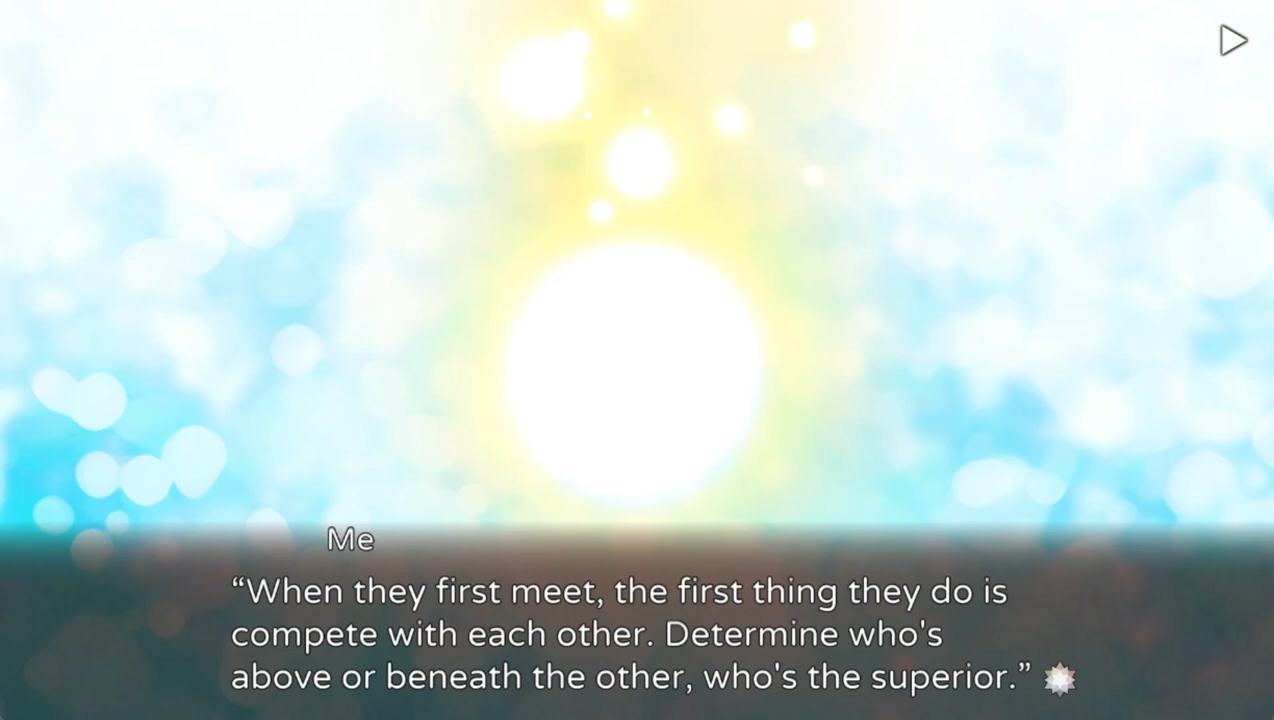 Me
“When they first meet, the first thing they do is
compete with each other. Determine who's
above or beneath the other, who's the superior.”